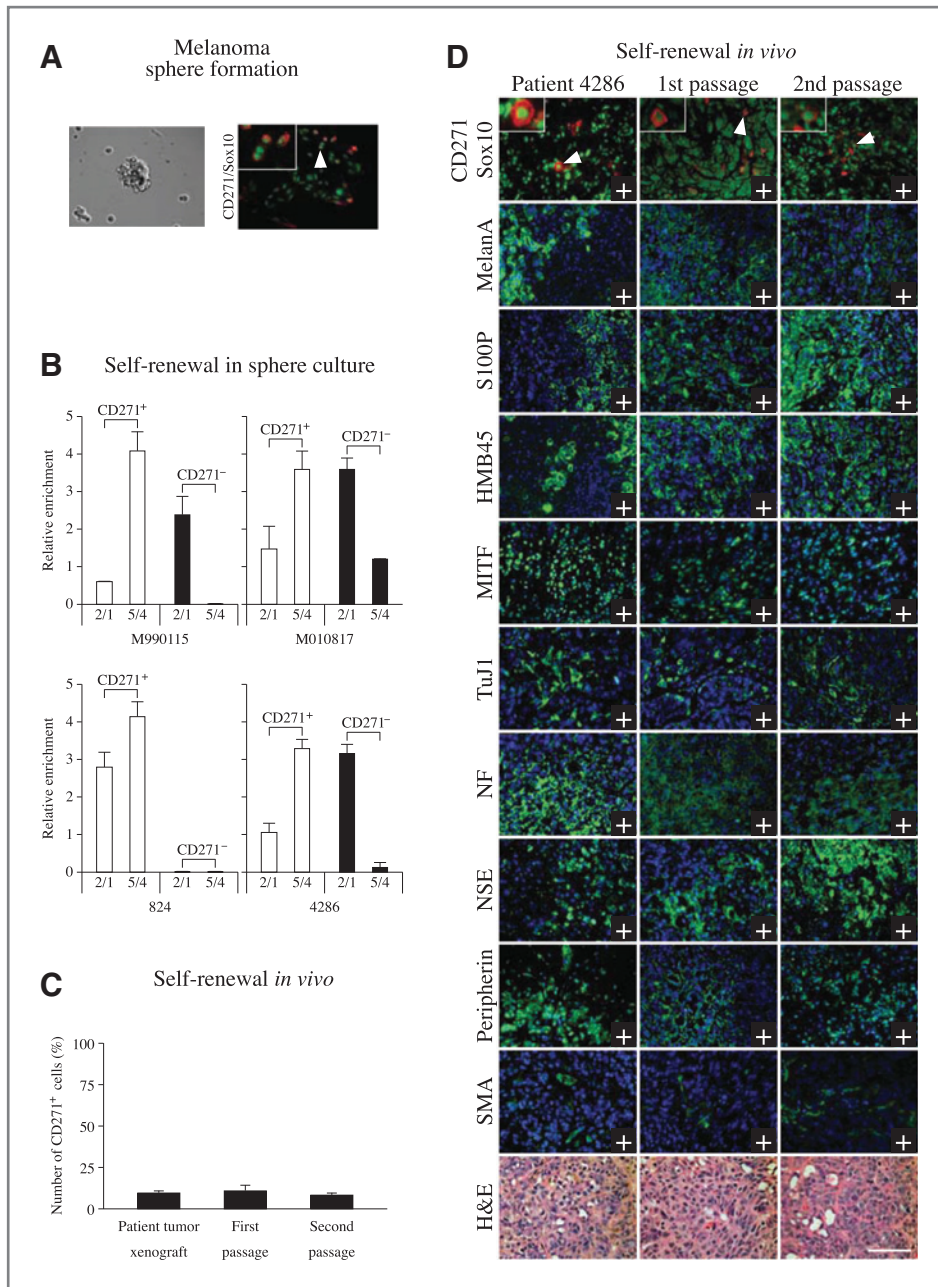 A
Melanoma
sphere formation
CD271/Sox10
B
Self-renewal in sphere culture
Relative enrichment
5
4
3
2
1
0
CD271+
CD271–
CD271+
CD271–
2/1 5/4 2/1 5/4 2/1 5/4 2/1 5/4
M990115 M010817
Relative enrichment
5
4
3
2
1
0
CD271+
CD271–
CD271+
CD271–
2/1 5/4 2/1 5/4 2/1 5/4 2/1 5/4
824 4286
C
Self-renewal in vivo
Number of CD271+ cells (%)
100
75
50
25
0
Patient tumor xenograft
First passage
Second passage
D
Self-renewal in vivo
Patient 4286 1st passage 2nd passage
CD271
Sox10
+ + +
MelanA
+ + +
S100P
+ + +
HMB45
+ + +
MITF
+ + +
TuJ1
+ + +
NF
+ + +
NSE
+ + +
Peripherin
+ + +
SMA
+ + +
H&E